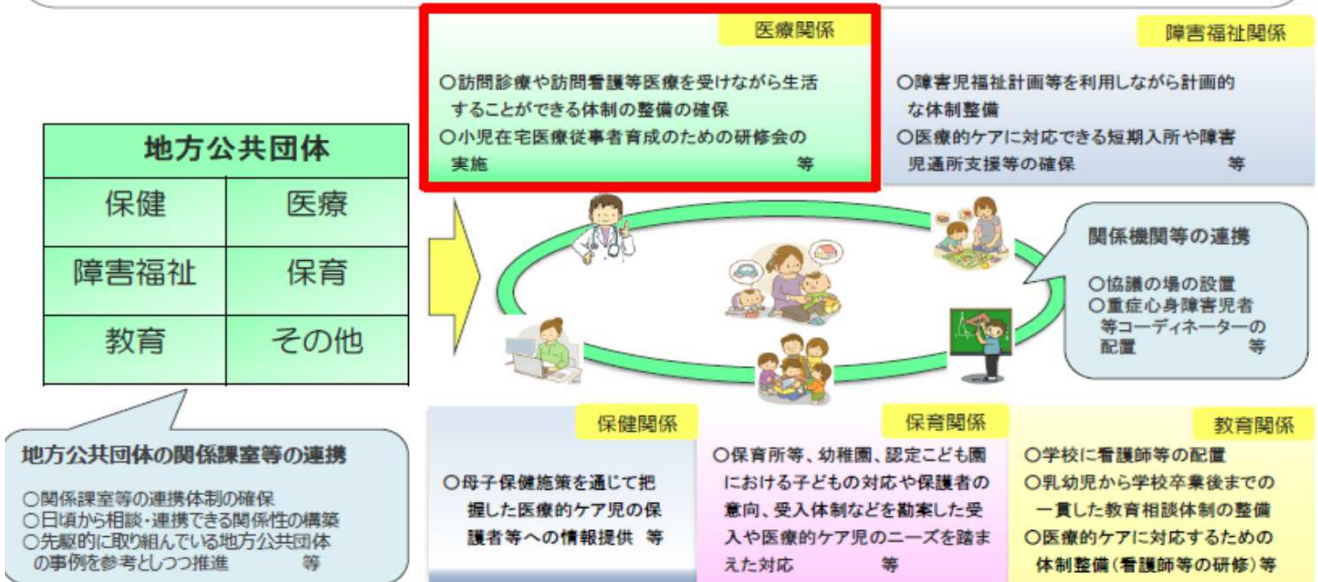 医療関係
○訪問診療や訪問看護等医療を受けながら生活
することができる体制の整備の確保
○小児在宅医療従事者育成のための研修会の
実施 等
障害福祉関係
○障害児福祉計画等を利用しながら計画的
な体制整備
○医療的ケアに対応できる短期入所や障害
児通所支援等の確保 等
地方公共団体
保健 医療
障害福祉 保育
教育 その他
関係機関等の連携
○協議の場の設置
○重症心身障害児者
等コーディネーターの
配置 等
地方公共団体の関係課室等の連携
○関係課室等の連携体制の確保
○日頃から相談・連携できる関係性の構築
○先駆的に取り組んでいる地方公共団体
の事例を参考としつつ推進 等
保健関係
○母子保健施策を通じて把
握した医療的ケア児の保
護者等への情報提供 等
保育関係
○保育所等、幼稚園、認定こども園
における子どもの対応や保護者の
意向、受入体制などを勘案した受
入や医療的ケア児のニーズを踏ま
えた対応 等
教育関係
○学校に看護師等の配置
○乳幼児から学校卒業後までの
一貫した教育相談体制の整備
○医療的ケアに対応するための
体制整備(看護師等の研修)等